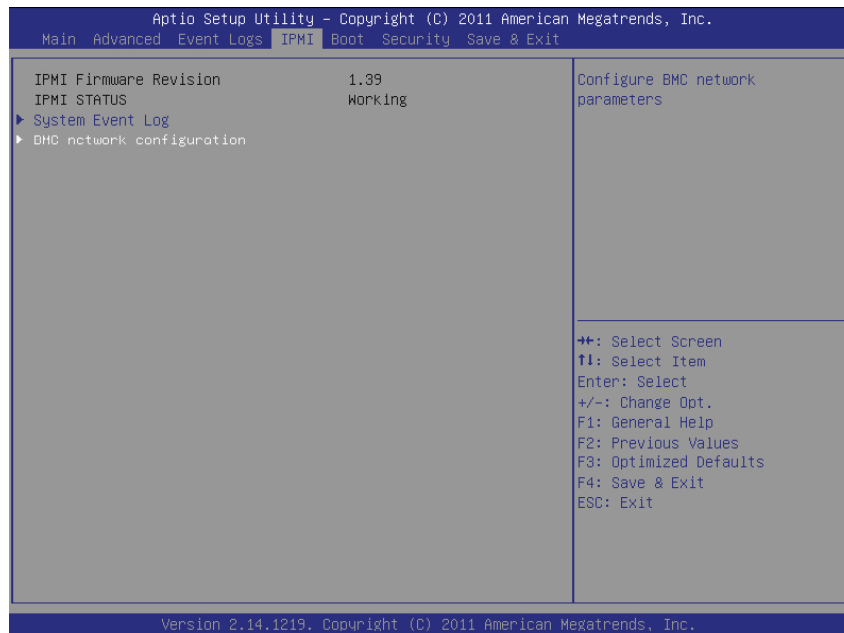 Aptio Setup Utility – Copyright (C) 2011 American Megatrends, Inc.
Main Advanced Event Logs IPMI Boot Security Save & Exit
IPMI Firmware Revision 1.39
IPMI STATUS Working
System Event Log
BMC network configuration
Configure BMC network
parameters
→←: Select Screen
↑↓: Select Item
Enter: Select
+/-: Change Opt.
F1: General Help
F2: Previous Values
F3: Optimized Defaults
F4: Save & Exit
ESC: Exit
Version 2.14.1219. Copyright (C) 2011 American Megatrends, Inc.